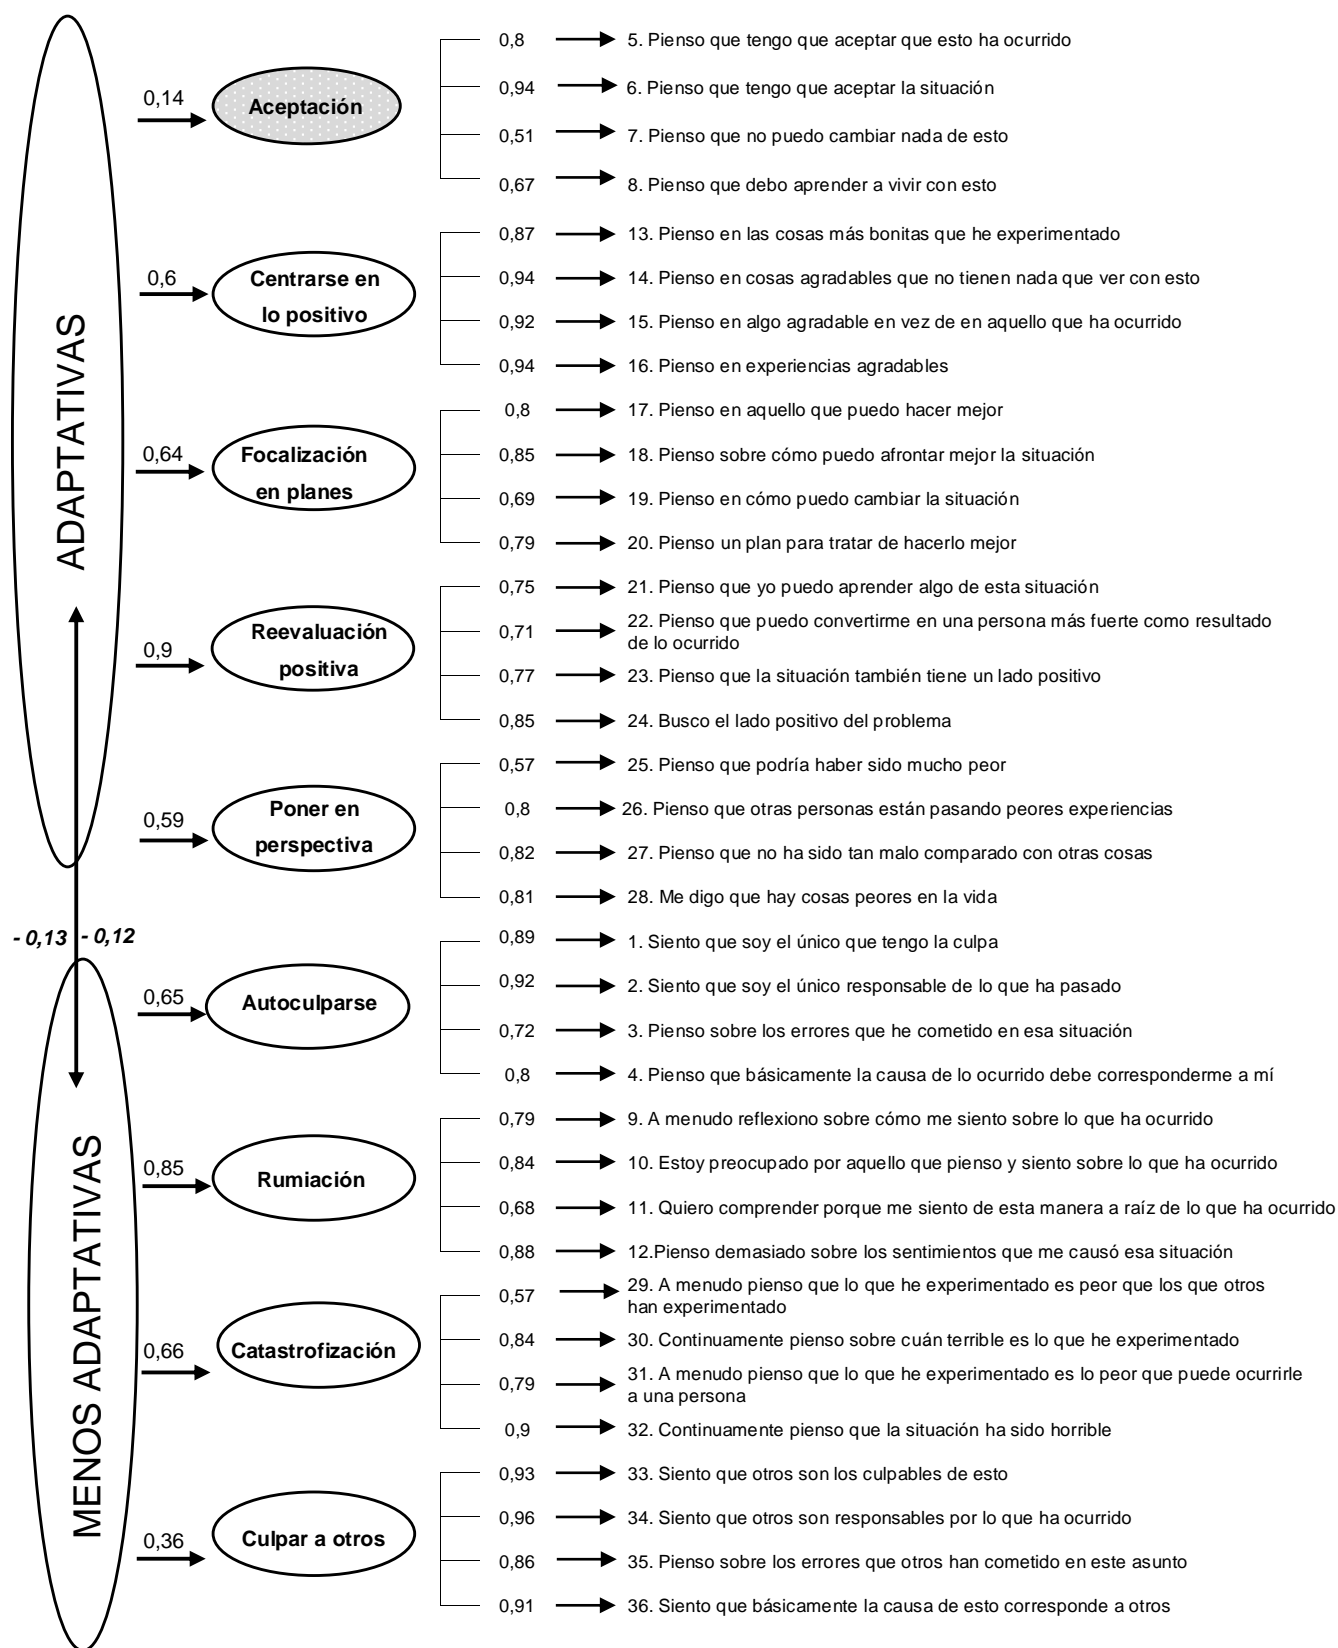 ADAPTATIVAS
0,14
Aceptación
0,8
5. Pienso que tengo que aceptar que esto ha ocurrido
0,94
6. Pienso que tengo que aceptar la situación
0,51
7. Pienso que no puedo cambiar nada de esto
0,67
8. Pienso que debo aprender a vivir con esto
0,6
Centrarse en
lo positivo
0,87
13. Pienso en las cosas más bonitas que he experimentado
0,94
14. Pienso en cosas agradables que no tienen nada que ver con esto
0,92
15. Pienso en algo agradable en vez de en aquello que ha ocurrido
0,94
16. Pienso en experiencias agradables
0,64
Focalización
en planes
0,8
17. Pienso en aquello que puedo hacer mejor
0,85
18. Pienso sobre cómo puedo afrontar mejor la situación
0,69
19. Pienso en cómo puedo cambiar la situación
0,79
20. Pienso un plan para tratar de hacerlo mejor
0,9
Reevaluación
positiva
0,75
21. Pienso que yo puedo aprender algo de esta situación
0,71
22. Pienso que puedo convertirme en una persona más fuerte como resultado
de lo ocurrido
0,77
23. Pienso que la situación también tiene un lado positivo
0,85
24. Busco el lado positivo del problema
0,59
Poner en
perspectiva
0,57
25. Pienso que podría haber sido mucho peor
0,8
26. Pienso que otras personas están pasando peores experiencias
0,82
27. Pienso que no ha sido tan malo comparado con otras cosas
0,81
28. Me digo que hay cosas peores en la vida
- 0,13
- 0,12
MENOS ADAPTATIVAS
0,65
Autoculparse
0,89
1. Siento que soy el único que tengo la culpa
0,92
2. Siento que soy el único responsable de lo que ha pasado
0,72
3. Pienso sobre los errores que he cometido en esa situación
0,8
4. Pienso que básicamente la causa de lo ocurrido debe corresponderme a mí
0,85
Rumiación
0,79
9. A menudo reflexiono sobre cómo me siento sobre lo que ha ocurrido
0,84
10. Estoy preocupado por aquello que pienso y siento sobre lo que ha ocurrido
0,68
11. Quiero comprender porque me siento de esta manera a raíz de lo que ha ocurrido
0,88
12.Pienso demasiado sobre los sentimientos que me causó esa situación
0,66
Catastrofización
0,57
29. A menudo pienso que lo que he experimentado es peor que los que otros
han experimentado
0,84
30. Continuamente pienso sobre cuán terrible es lo que he experimentado
0,79
31. A menudo pienso que lo que he experimentado es lo peor que puede ocurrirle
a una persona
0,9
32. Continuamente pienso que la situación ha sido horrible
0,36
Culpar a otros
0,93
33. Siento que otros son los culpables de esto
0,96
34. Siento que otros son responsables por lo que ha ocurrido
0,86
35. Pienso sobre los errores que otros han cometido en este asunto
0,91
36. Siento que básicamente la causa de esto corresponde a otros